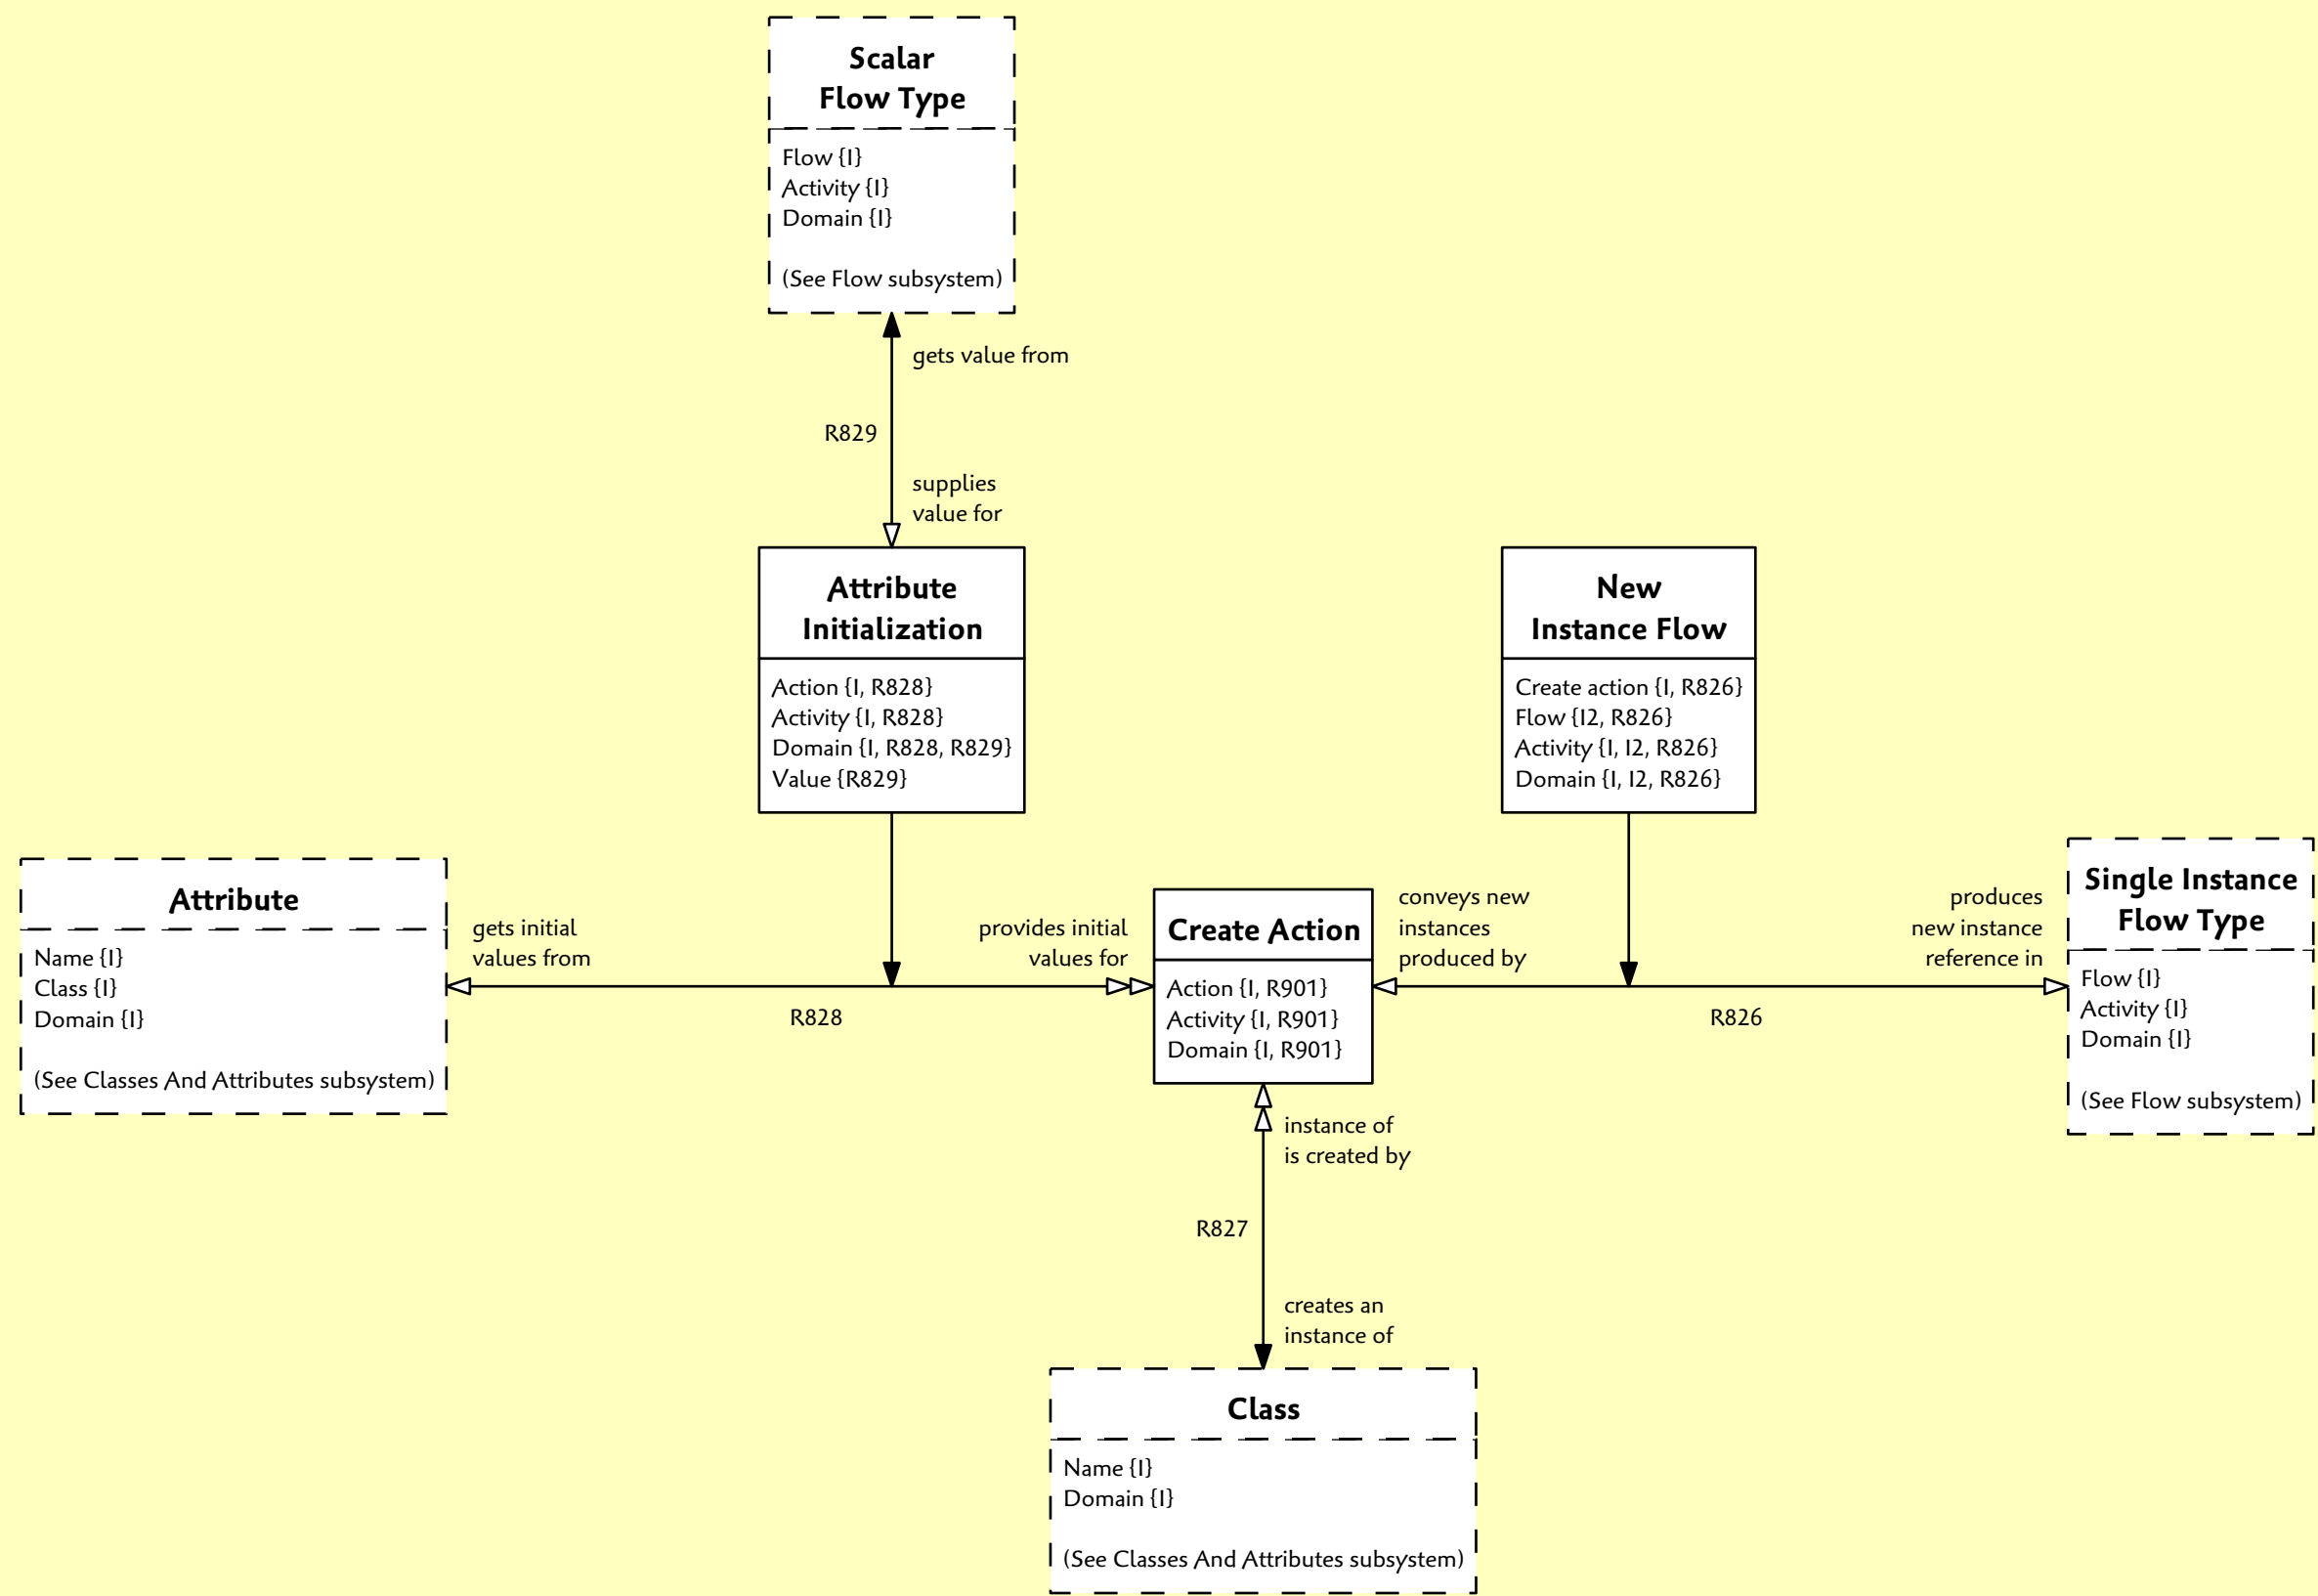 Scalar
Flow Type
Flow {I}
Activity {I}
Domain {I}
(See Flow subsystem)
gets value from
R829
supplies
value for
Attribute
Initialization
Action {I, R828}
Activity {I, R828}
Domain {I, R828, R829}
Value {R829}
New
Instance Flow
Create action {I, R826}
Flow {I2, R826}
Activity {I, I2, R826}
Domain {I, I2, R826}
Attribute
Name {I}
Class {I}
Domain {I}
(See Classes And Attributes subsystem)
gets initial
values from
R828
provides initial
values for
Create Action
Action {I, R901}
Activity {I, R901}
Domain {I, R901}
conveys new
instances
produced by
R826
produces
new instance
reference in
Single Instance
Flow Type
Flow {I}
Activity {I}
Domain {I}
(See Flow subsystem)
instance of
is created by
R827
creates an
instance of
Class
Name {I}
Domain {I}
(See Classes And Attributes subsystem)